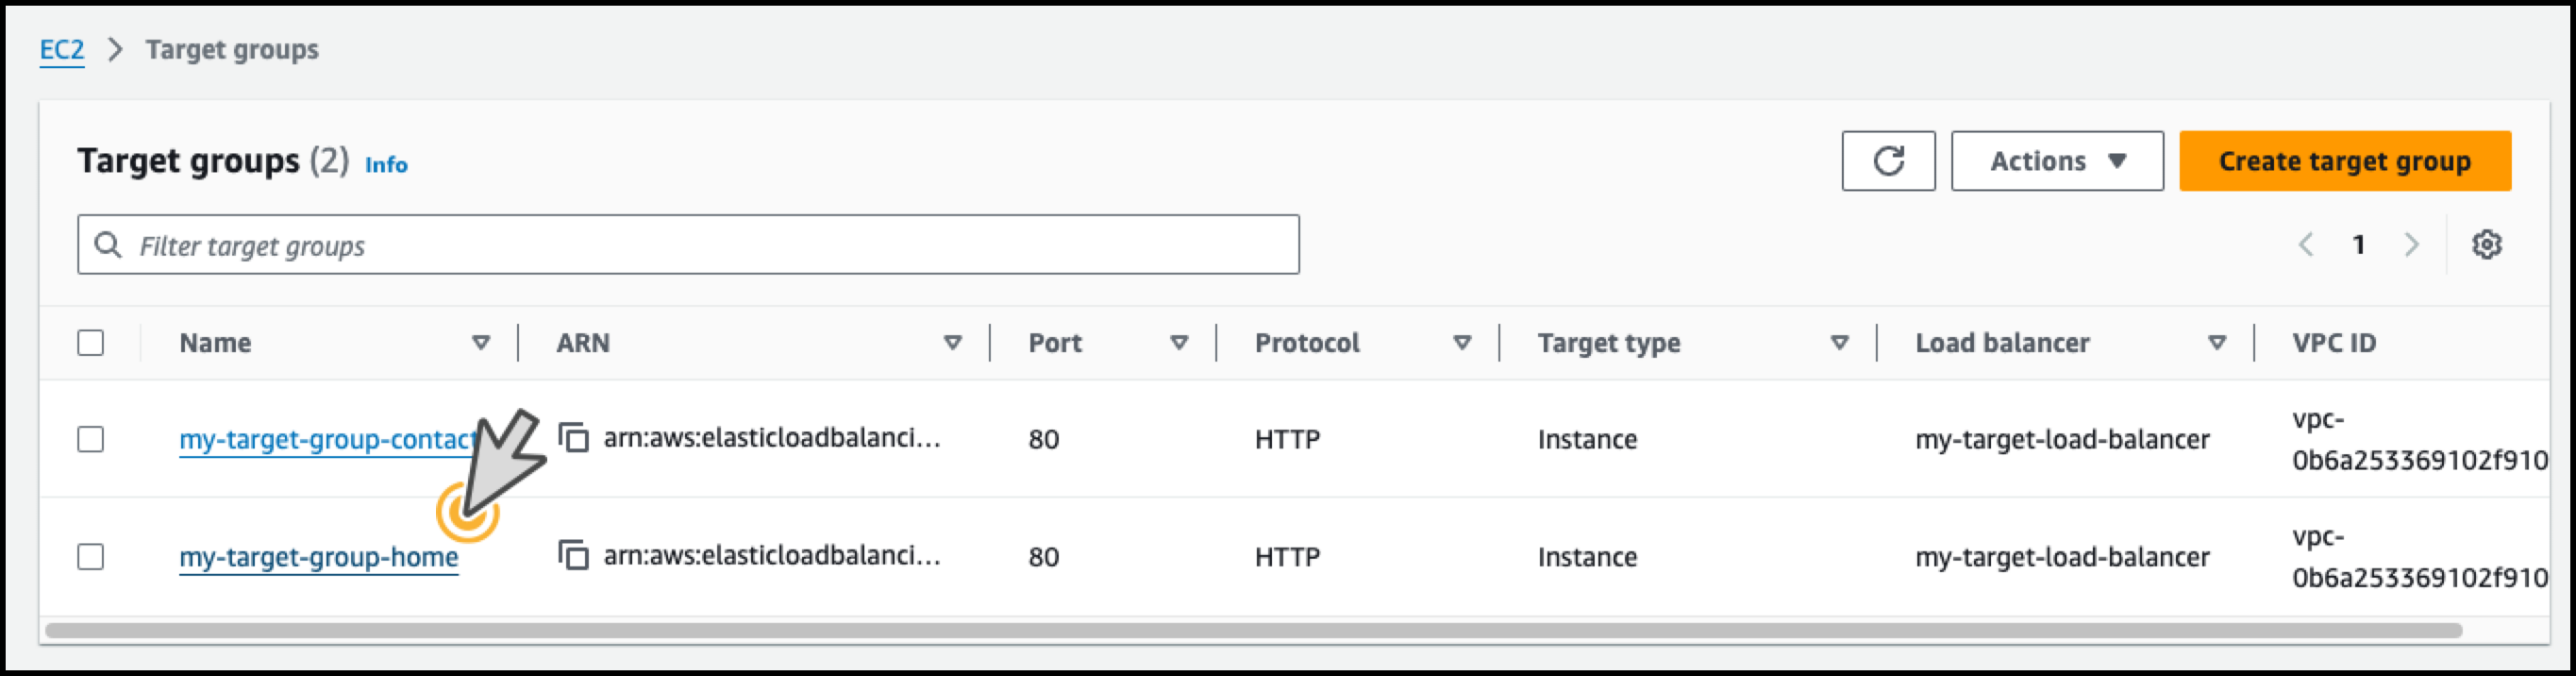 EC2 > Target groups
Target groups (2) Info
Actions
Create target group
Filter target groups
1
Name ARN Port Protocol Target type Load balancer VPC ID
my-target-group-contact arn:aws:elasticloadbalanci... 80 HTTP Instance my-target-load-balancer vpc-
0b6a253369102f910
my-target-group-home arn:aws:elasticloadbalanci... 80 HTTP Instance my-target-load-balancer vpc-
0b6a253369102f910